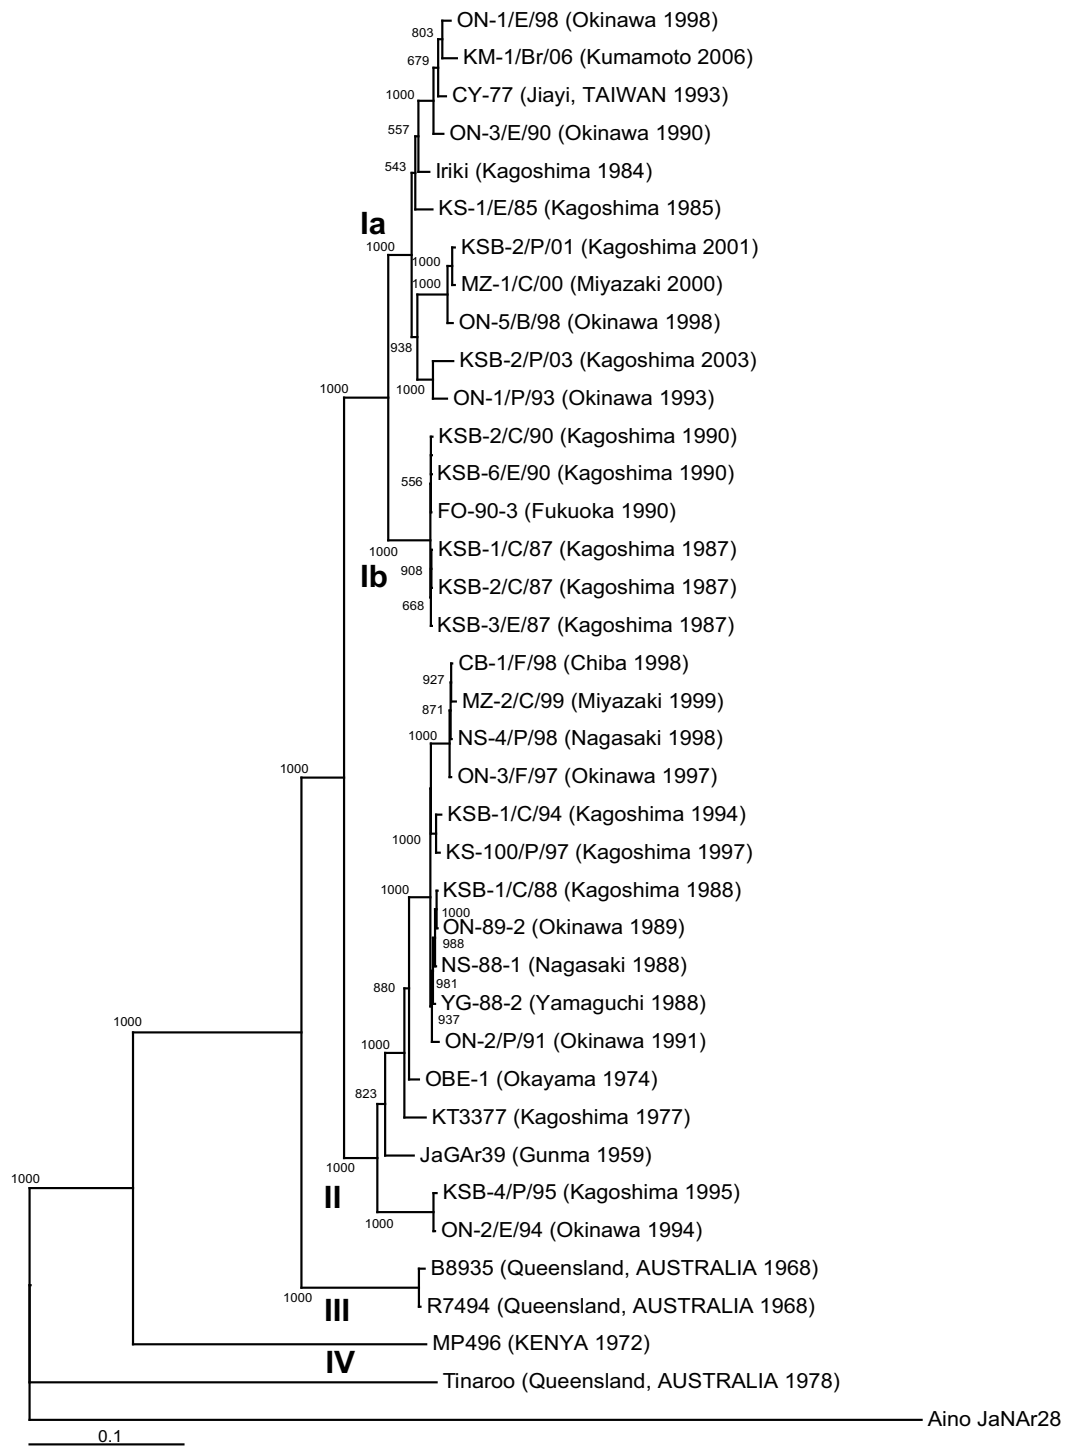 ON-1/E/98 (Okinawa 1998)
803
KM-1/Br/06 (Kumamoto 2006)
679
CY-77 (Jiayi, TAIWAN 1993)
1000
557
ON-3/E/90 (Okinawa 1990)
543
Iriki (Kagoshima 1984)
KS-1/E/85 (Kagoshima 1985)
Ia
1000
KSB-2/P/01 (Kagoshima 2001)
1000
MZ-1/C/00 (Miyazaki 2000)
1000
ON-5/B/98 (Okinawa 1998)
938
KSB-2/P/03 (Kagoshima 2003)
1000
1000
ON-1/P/93 (Okinawa 1993)
KSB-2/C/90 (Kagoshima 1990)
KSB-6/E/90 (Kagoshima 1990)
556
FO-90-3 (Fukuoka 1990)
KSB-1/C/87 (Kagoshima 1987)
1000
Ib
908
KSB-2/C/87 (Kagoshima 1987)
668
KSB-3/E/87 (Kagoshima 1987)
CB-1/F/98 (Chiba 1998)
927
MZ-2/C/99 (Miyazaki 1999)
871
NS-4/P/98 (Nagasaki 1998)
1000
ON-3/F/97 (Okinawa 1997)
1000
KSB-1/C/94 (Kagoshima 1994)
1000
KS-100/P/97 (Kagoshima 1997)
1000
KSB-1/C/88 (Kagoshima 1988)
1000
ON-89-2 (Okinawa 1989)
988
NS-88-1 (Nagasaki 1988)
981
880
YG-88-2 (Yamaguchi 1988)
937
1000
ON-2/P/91 (Okinawa 1991)
1000
OBE-1 (Okayama 1974)
823
KT3377 (Kagoshima 1977)
JaGAr39 (Gunma 1959)
1000
1000
II
KSB-4/P/95 (Kagoshima 1995)
1000
ON-2/E/94 (Okinawa 1994)
B8935 (Queensland, AUSTRALIA 1968)
1000
III
R7494 (Queensland, AUSTRALIA 1968)
MP496 (KENYA 1972)
IV
Tinaroo (Queensland, AUSTRALIA 1978)
Aino JaNAr28
0.1